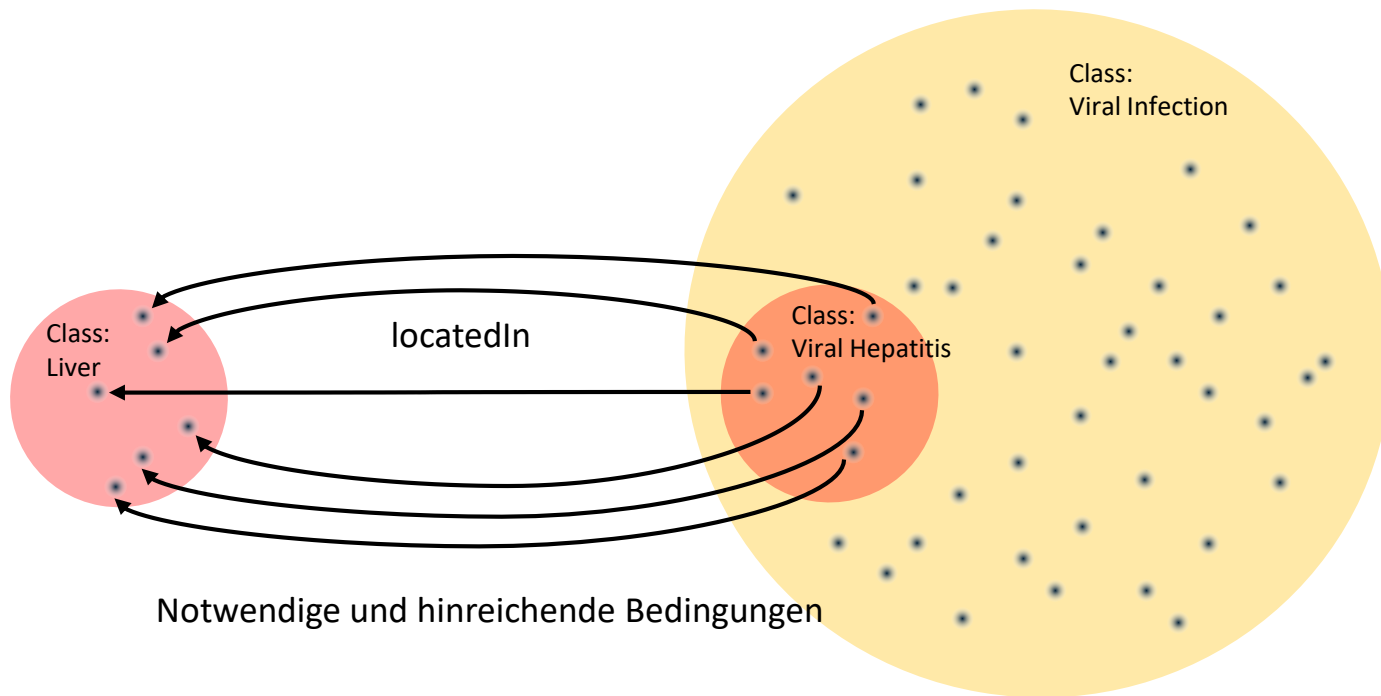 Class:
Viral Infection
Class:
Liver
locatedIn
Class:
Viral Hepatitis
Notwendige und hinreichende Bedingungen